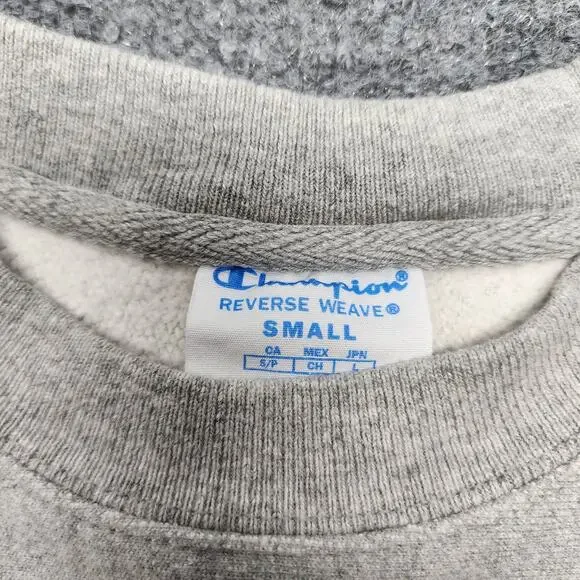 Champion®
REVERSE WEAVE®
SMALL
CA MEX JPN
S/P CH L